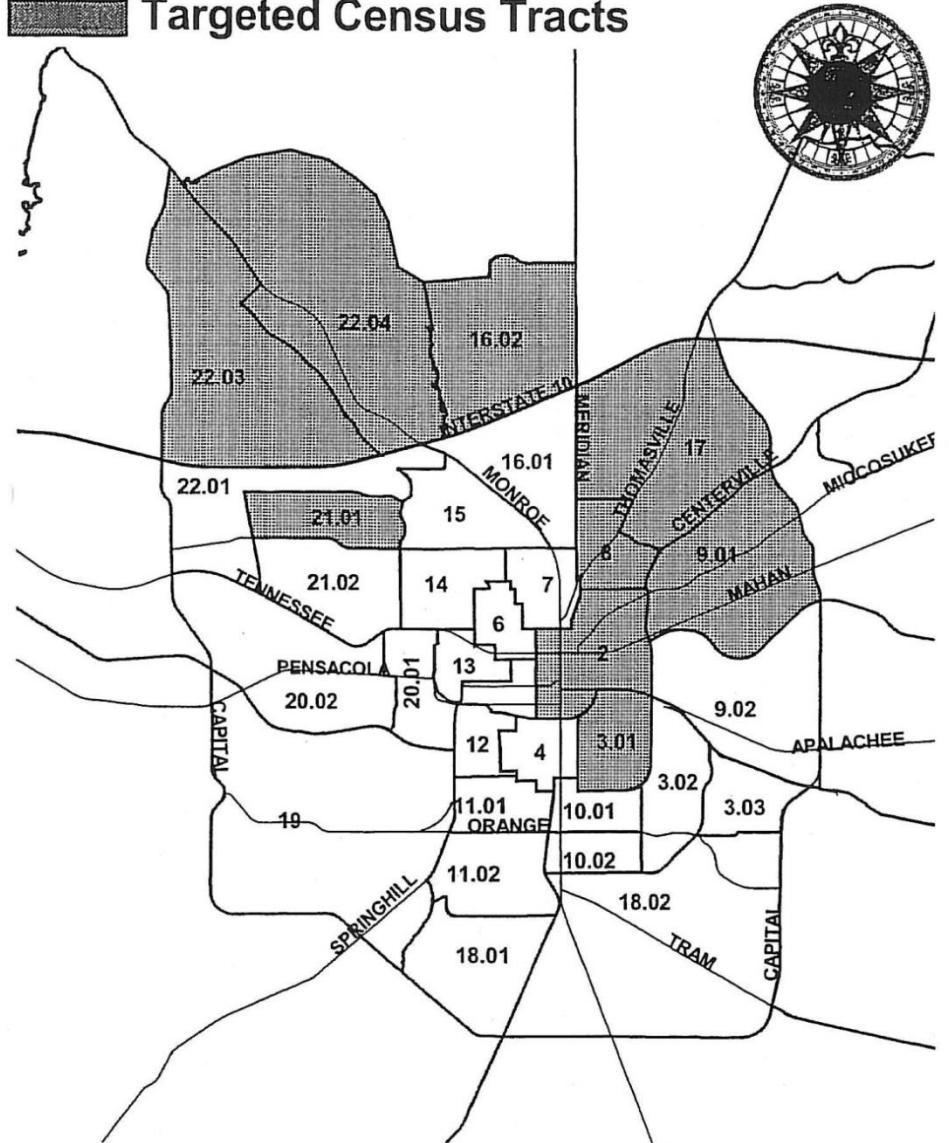 Targeted Census Tracts
22.04
16.02
22.03
INTERSTATE 10
MERIDIAN
THOMASVILLE
17
CENTERVILLE
MICCOSUKEE
16.01
MONROE
22.01
21.01
15
8
9.01
MAHAN
TENNESSEE
21.02
14
7
6
2
PENSACOLA
13
20.01
20.02
CAPITAL
9.02
APALACHEE
12
4
3.01
3.02
3.03
19
11.01
ORANGE
10.01
10.02
11.02
18.02
SPRINGHILL
18.01
TRAM
CAPITAL